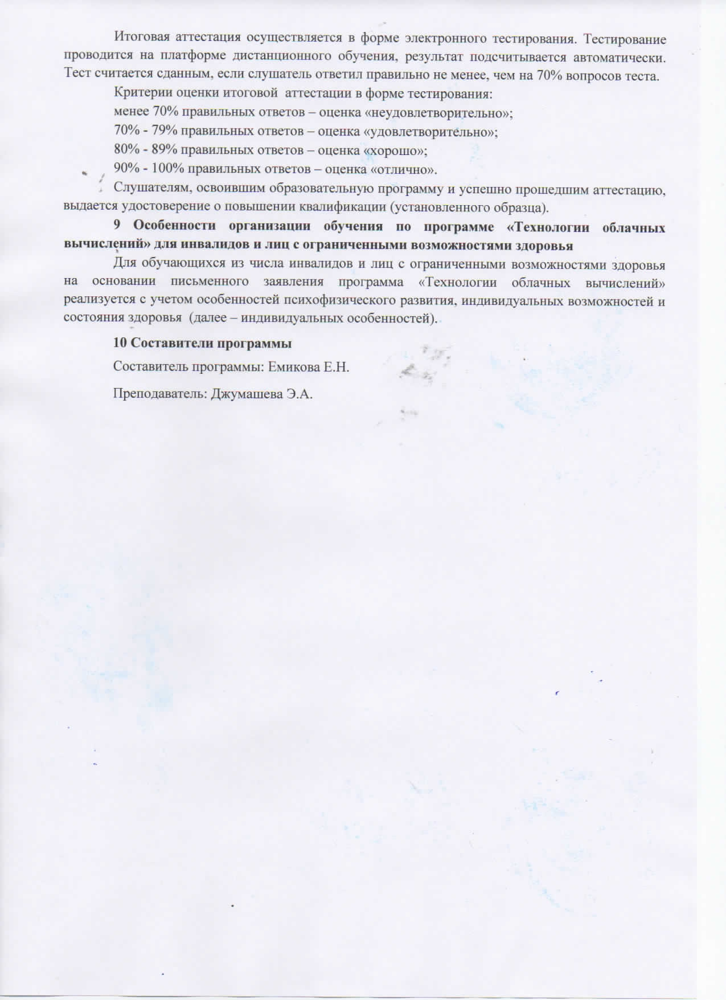 Итоговая аттестация осуществляется в форме электронного тестирования. Тестирование
проводится на платформе дистанционного обучения, результат подсчитывается автоматически.
Тест считается сданным, если слушатель ответил правильно не менее, чем на 70% вопросов теста.
Критерии оценки итоговой  аттестации в форме тестирования:
менее 70% правильных ответов – оценка «неудовлетворительно»;
70% - 79% правильных ответов – оценка «удовлетворительно»;
80% - 89% правильных ответов – оценка «хорошо»;
90% - 100% правильных ответов – оценка «отлично».
Слушателям, освоившим образовательную программу и успешно прошедшим аттестацию,
выдается удостоверение о повышении квалификации (установленного образца).
9 Особенности организации обучения по программе «Технологии облачных
вычислений» для инвалидов и лиц с ограниченными возможностями здоровья
Для обучающихся из числа инвалидов и лиц с ограниченными возможностями здоровья
на основании письменного заявления программа «Технологии облачных вычислений»
реализуется с учетом особенностей психофизического развития, индивидуальных возможностей и
состояния здоровья  (далее – индивидуальных особенностей).
10 Составители программы
Составитель программы: Емикова Е.Н.
Преподаватель: Джумашева Э.А.